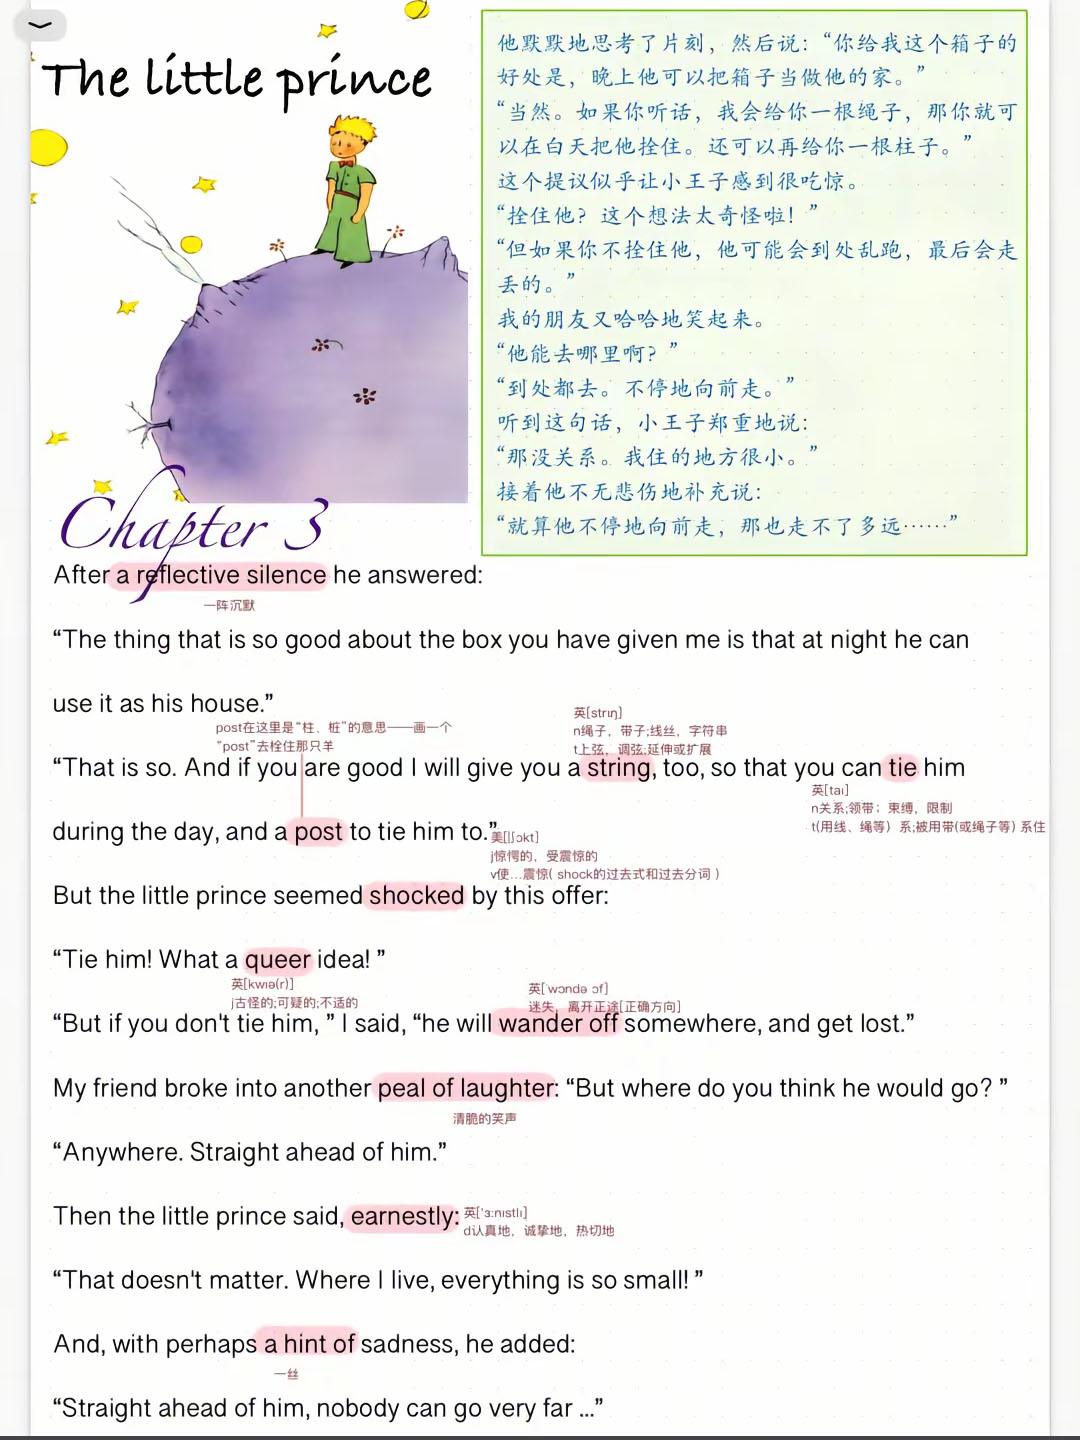 The little prince
他默默地思考了片刻，然后说：“你给我这个箱子的
好处是，晚上他可以把箱子当做他的家。”
“当然。如果你听话，我会给你一根绳子，那你就可
以在白天把他拴住。还可以再给你一根柱子。”
这个提议似乎让小王子感到很吃惊。
“拴住他？这个想法太奇怪啦！”
“但如果你不拴住他，他可能会到处乱跑，最后会走
丢的。”
我的朋友又哈哈地笑起来。
“他能去哪里啊？”
“到处都去。不停地向前走。”
听到这句话，小王子郑重地说：
“那没关系。我住的地方很小。”
接着他不无悲伤地补充说：
“就算他不停地向前走，那也走不了多远……”
Chapter 3
After a reflective silence he answered:
一阵沉默
“The thing that is so good about the box you have given me is that at night he can
use it as his house.”
post在这里是“柱、桩”的意思——画一个
“post”去栓住那只羊
英[strɪŋ]
n绳子，带子;线丝，字符串
t上弦，调弦;延伸或扩展
“That is so. And if you are good I will give you a string, too, so that you can tie him
英[taɪ]
n关系;领带；束缚，限制
t(用线、绳等）系;被用带(或绳子等) 系住
during the day, and a post to tie him to.”
美[ʃɔkt]
j惊愕的，受震惊的
v使...震惊( shock的过去式和过去分词 )
But the little prince seemed shocked by this offer:
“Tie him! What a queer idea! ”
英[kwɪə(r)]
j古怪的;可疑的;不适的
英[ˈwɔndə ɔf]
迷失，离开正途[正确方向]
“But if you don't tie him, ” I said, “he will wander off somewhere, and get lost.”
My friend broke into another peal of laughter: “But where do you think he would go? ”
清脆的笑声
“Anywhere. Straight ahead of him.”
Then the little prince said, earnestly:
英[ˈɜ:nɪstlɪ]
d认真地，诚挚地，热切地
“That doesn't matter. Where I live, everything is so small! ”
And, with perhaps a hint of sadness, he added:
一丝
“Straight ahead of him, nobody can go very far ...”